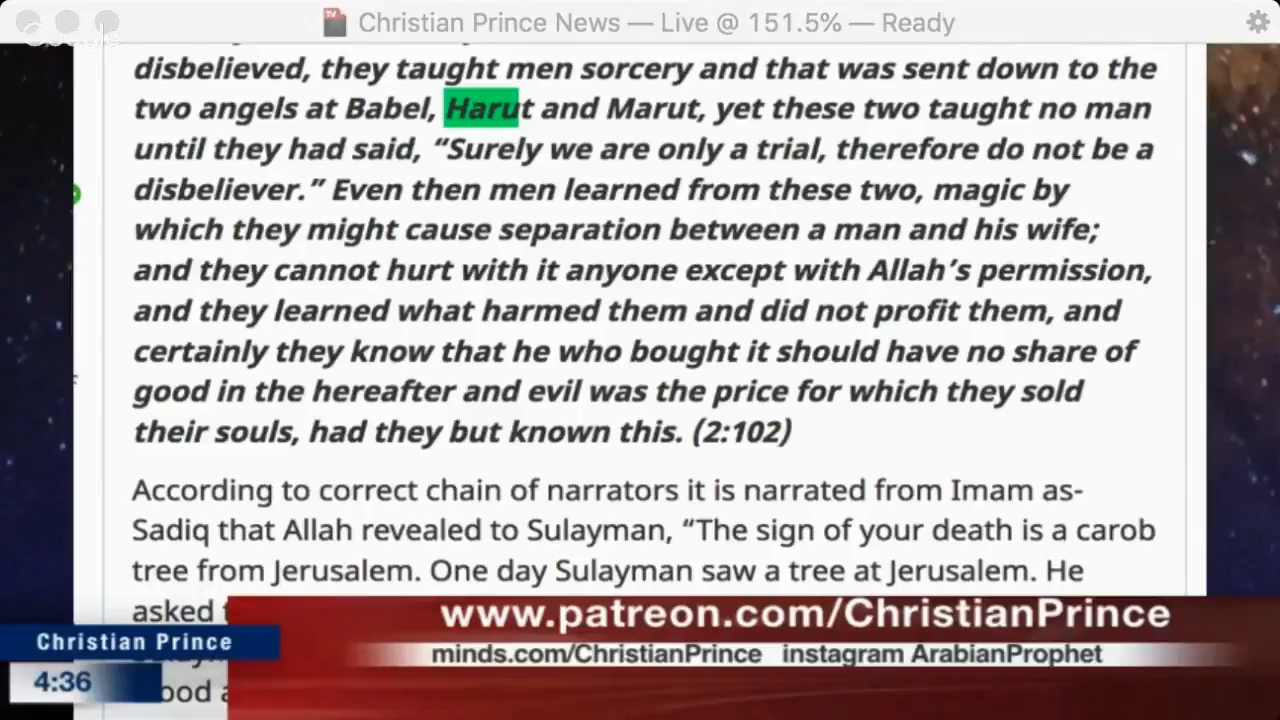 Christian Prince News — Live @ 151.5% — Ready
Google
disbelieved, they taught men sorcery and that was sent down to the
two angels at Babel, Harut and Marut, yet these two taught no man
until they had said, “Surely we are only a trial, therefore do not be a
disbeliever.” Even then men learned from these two, magic by
which they might cause separation between a man and his wife;
and they cannot hurt with it anyone except with Allah’s permission,
and they learned what harmed them and did not profit them, and
certainly they know that he who bought it should have no share of
good in the hereafter and evil was the price for which they sold
their souls, had they but known this. (2:102)
According to correct chain of narrators it is narrated from Imam as-
Sadiq that Allah revealed to Sulayman, “The sign of your death is a carob
tree from Jerusalem. One day Sulayman saw a tree at Jerusalem. He
asked
www.patreon.com/ChristianPrince
Christian Prince
minds.com/ChristianPrince instagram ArabianProphet
4:36